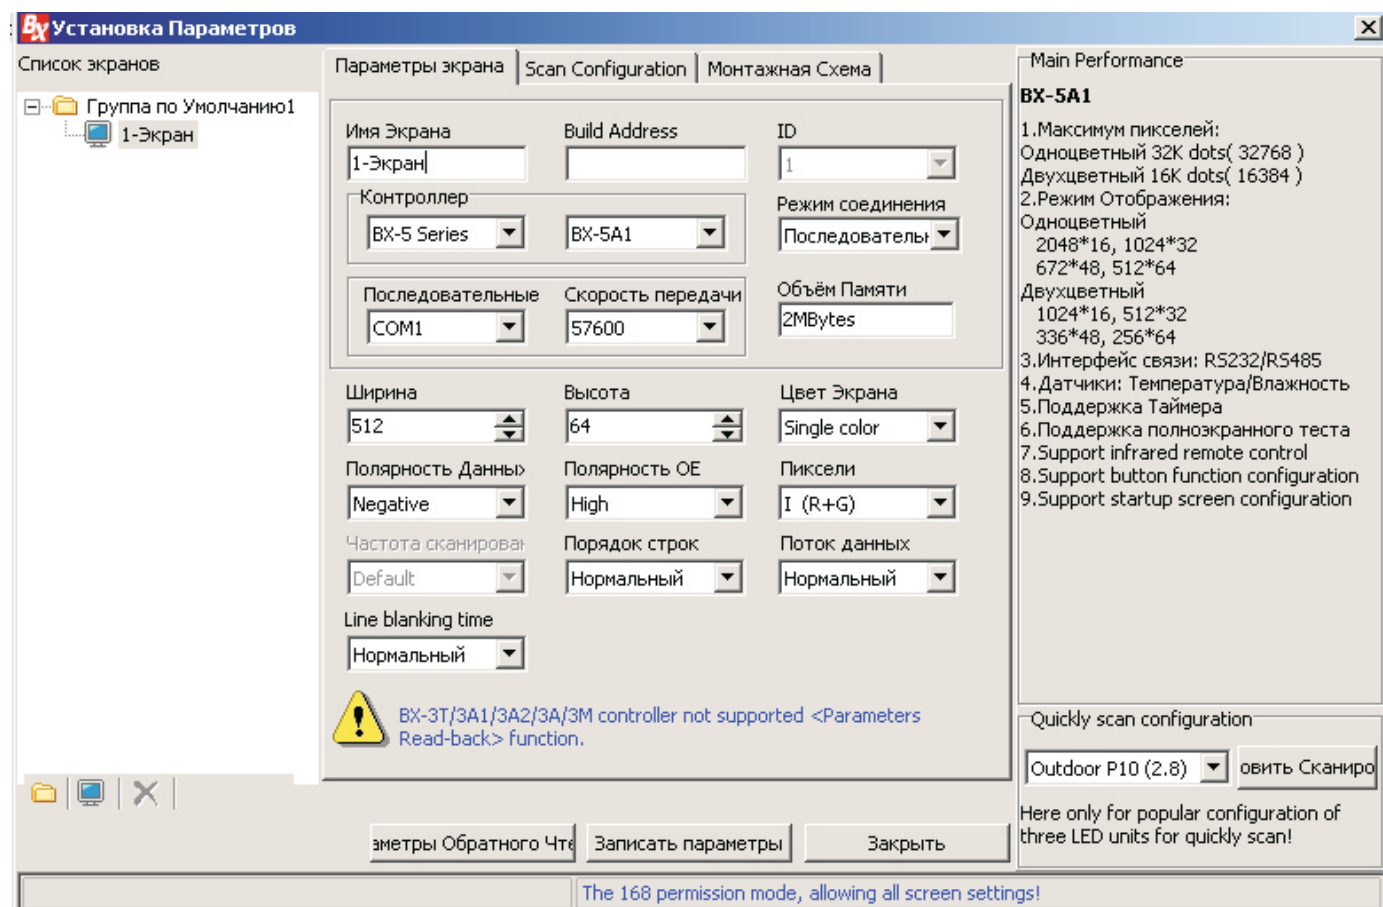 BX Установка Параметров
Список экранов
Группа по Умолчанию1
1-Экран
Параметры экрана
Scan Configuration
Монтажная Схема
Имя Экрана
Build Address
ID
1-Экран
1
Контроллер
Режим соединения
BX-5 Series
BX-5A1
Последовательн
Последовательные
Скорость передачи
Объём Памяти
COM1
57600
2MBytes
Ширина
Высота
Цвет Экрана
512
64
Single color
Полярность Данных
Полярность OE
Пиксели
Negative
High
I (R+G)
Частота сканирован
Порядок строк
Поток данных
Default
Нормальный
Нормальный
Line blanking time
Нормальный
BX-3T/3A1/3A2/3A/3M controller not supported <Parameters
Read-back> function.
аметры Обратного Чте
Записать параметры
Закрыть
Main Performance
BX-5A1
1.Максимум пикселей:
Одноцветный 32K dots( 32768 )
Двухцветный 16K dots( 16384 )
2.Режим Отображения:
Одноцветный
2048*16, 1024*32
672*48, 512*64
Двухцветный
1024*16, 512*32
336*48, 256*64
3.Интерфейс связи: RS232/RS485
4.Датчики: Температура/Влажность
5.Поддержка Таймера
6.Поддержка полноэкранного теста
7.Support infrared remote control
8.Support button function configuration
9.Support startup screen configuration
Quickly scan configuration
Outdoor P10 (2.8)
овить Сканиро
Here only for popular configuration of
three LED units for quickly scan!
The 168 permission mode, allowing all screen settings!